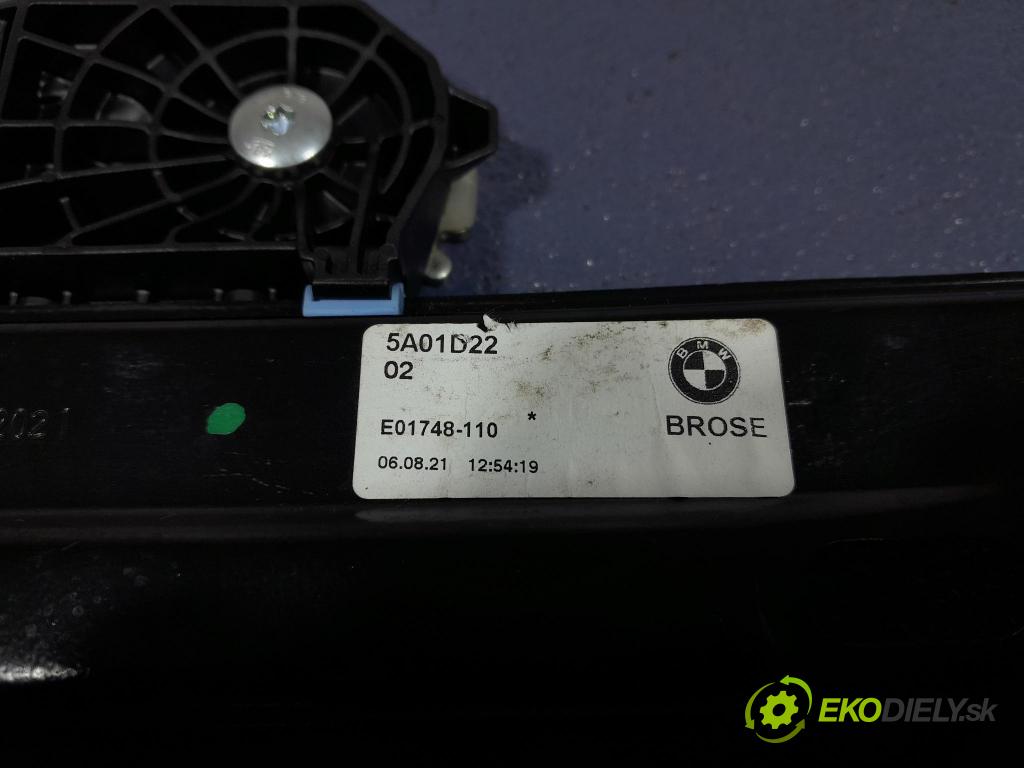 5A01D22
02
BMW
BROSE
*
E01748-110
06.08.21 12:54:19
2021
EKODIELY.sk